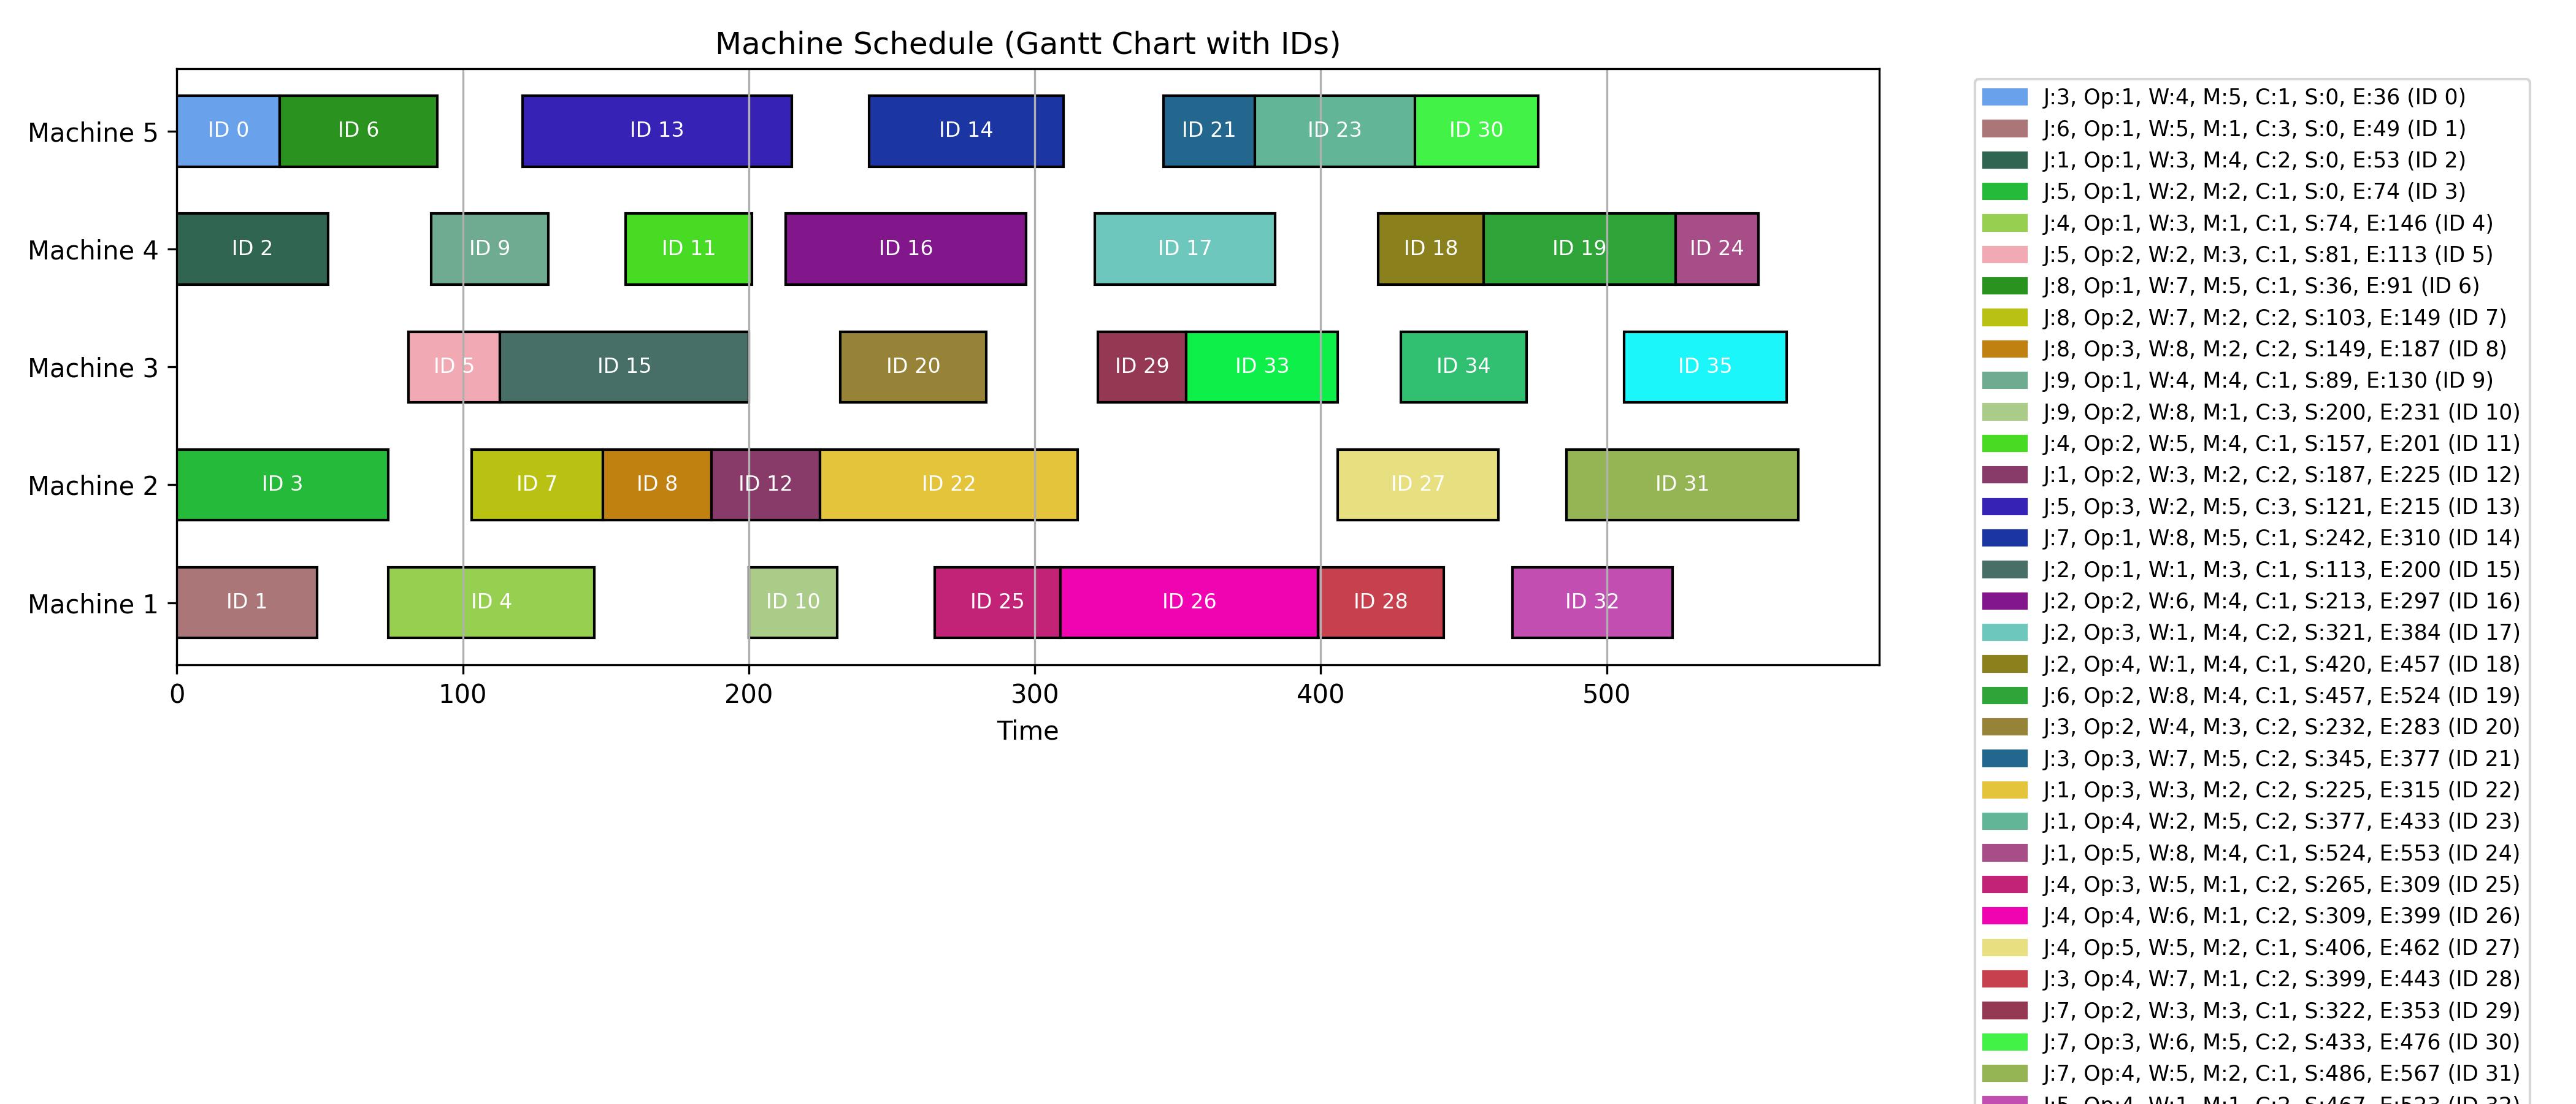 Machine Schedule (Gantt Chart with IDs)
Machine 5
ID 0
ID 6
ID 13
ID 14
ID 21
ID 23
ID 30
Machine 4
ID 2
ID 9
ID 11
ID 16
ID 17
ID 18
ID 19
ID 24
Machine 3
ID 5
ID 15
ID 20
ID 29
ID 33
ID 34
ID 35
Machine 2
ID 3
ID 7
ID 8
ID 12
ID 22
ID 27
ID 31
Machine 1
ID 1
ID 4
ID 10
ID 25
ID 26
ID 28
ID 32
0 100 200 300 400 500
Time
J:3, Op:1, W:4, M:5, C:1, S:0, E:36 (ID 0)
J:6, Op:1, W:5, M:1, C:3, S:0, E:49 (ID 1)
J:1, Op:1, W:3, M:4, C:2, S:0, E:53 (ID 2)
J:5, Op:1, W:2, M:2, C:1, S:0, E:74 (ID 3)
J:4, Op:1, W:3, M:1, C:1, S:74, E:146 (ID 4)
J:5, Op:2, W:2, M:3, C:1, S:81, E:113 (ID 5)
J:8, Op:1, W:7, M:5, C:1, S:36, E:91 (ID 6)
J:8, Op:2, W:7, M:2, C:2, S:103, E:149 (ID 7)
J:8, Op:3, W:8, M:2, C:2, S:149, E:187 (ID 8)
J:9, Op:1, W:4, M:4, C:1, S:89, E:130 (ID 9)
J:9, Op:2, W:8, M:1, C:3, S:200, E:231 (ID 10)
J:4, Op:2, W:5, M:4, C:1, S:157, E:201 (ID 11)
J:1, Op:2, W:3, M:2, C:2, S:187, E:225 (ID 12)
J:5, Op:3, W:2, M:5, C:3, S:121, E:215 (ID 13)
J:7, Op:1, W:8, M:5, C:1, S:242, E:310 (ID 14)
J:2, Op:1, W:1, M:3, C:1, S:113, E:200 (ID 15)
J:2, Op:2, W:6, M:4, C:1, S:213, E:297 (ID 16)
J:2, Op:3, W:1, M:4, C:2, S:321, E:384 (ID 17)
J:2, Op:4, W:1, M:4, C:1, S:420, E:457 (ID 18)
J:6, Op:2, W:8, M:4, C:1, S:457, E:524 (ID 19)
J:3, Op:2, W:4, M:3, C:2, S:232, E:283 (ID 20)
J:3, Op:3, W:7, M:5, C:2, S:345, E:377 (ID 21)
J:1, Op:3, W:3, M:2, C:2, S:225, E:315 (ID 22)
J:1, Op:4, W:2, M:5, C:2, S:377, E:433 (ID 23)
J:1, Op:5, W:8, M:4, C:1, S:524, E:553 (ID 24)
J:4, Op:3, W:5, M:1, C:2, S:265, E:309 (ID 25)
J:4, Op:4, W:6, M:1, C:2, S:309, E:399 (ID 26)
J:4, Op:5, W:5, M:2, C:1, S:406, E:462 (ID 27)
J:3, Op:4, W:7, M:1, C:2, S:399, E:443 (ID 28)
J:7, Op:2, W:3, M:3, C:1, S:322, E:353 (ID 29)
J:7, Op:3, W:6, M:5, C:2, S:433, E:476 (ID 30)
J:7, Op:4, W:5, M:2, C:1, S:486, E:567 (ID 31)